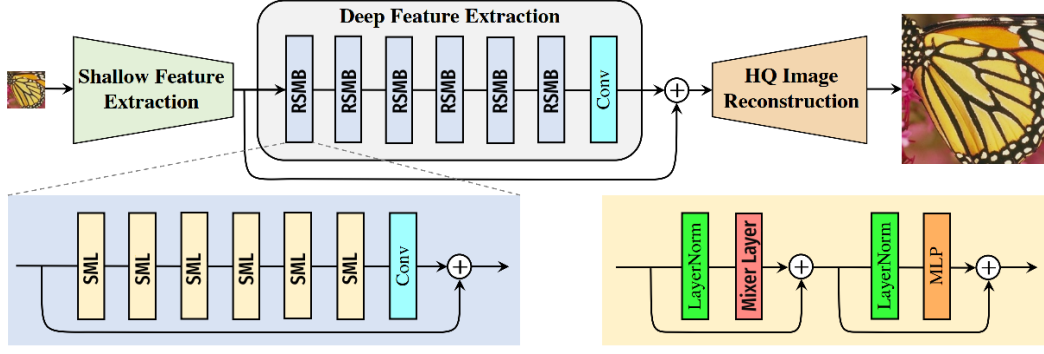 Deep Feature Extraction
Shallow Feature
Extraction
RSMB
RSMB
RSMB
RSMB
RSMB
RSMB
Conv
HQ Image
Reconstruction
SML
SML
SML
SML
SML
SML
Conv
LayerNorm
Mixer Layer
LayerNorm
MLP